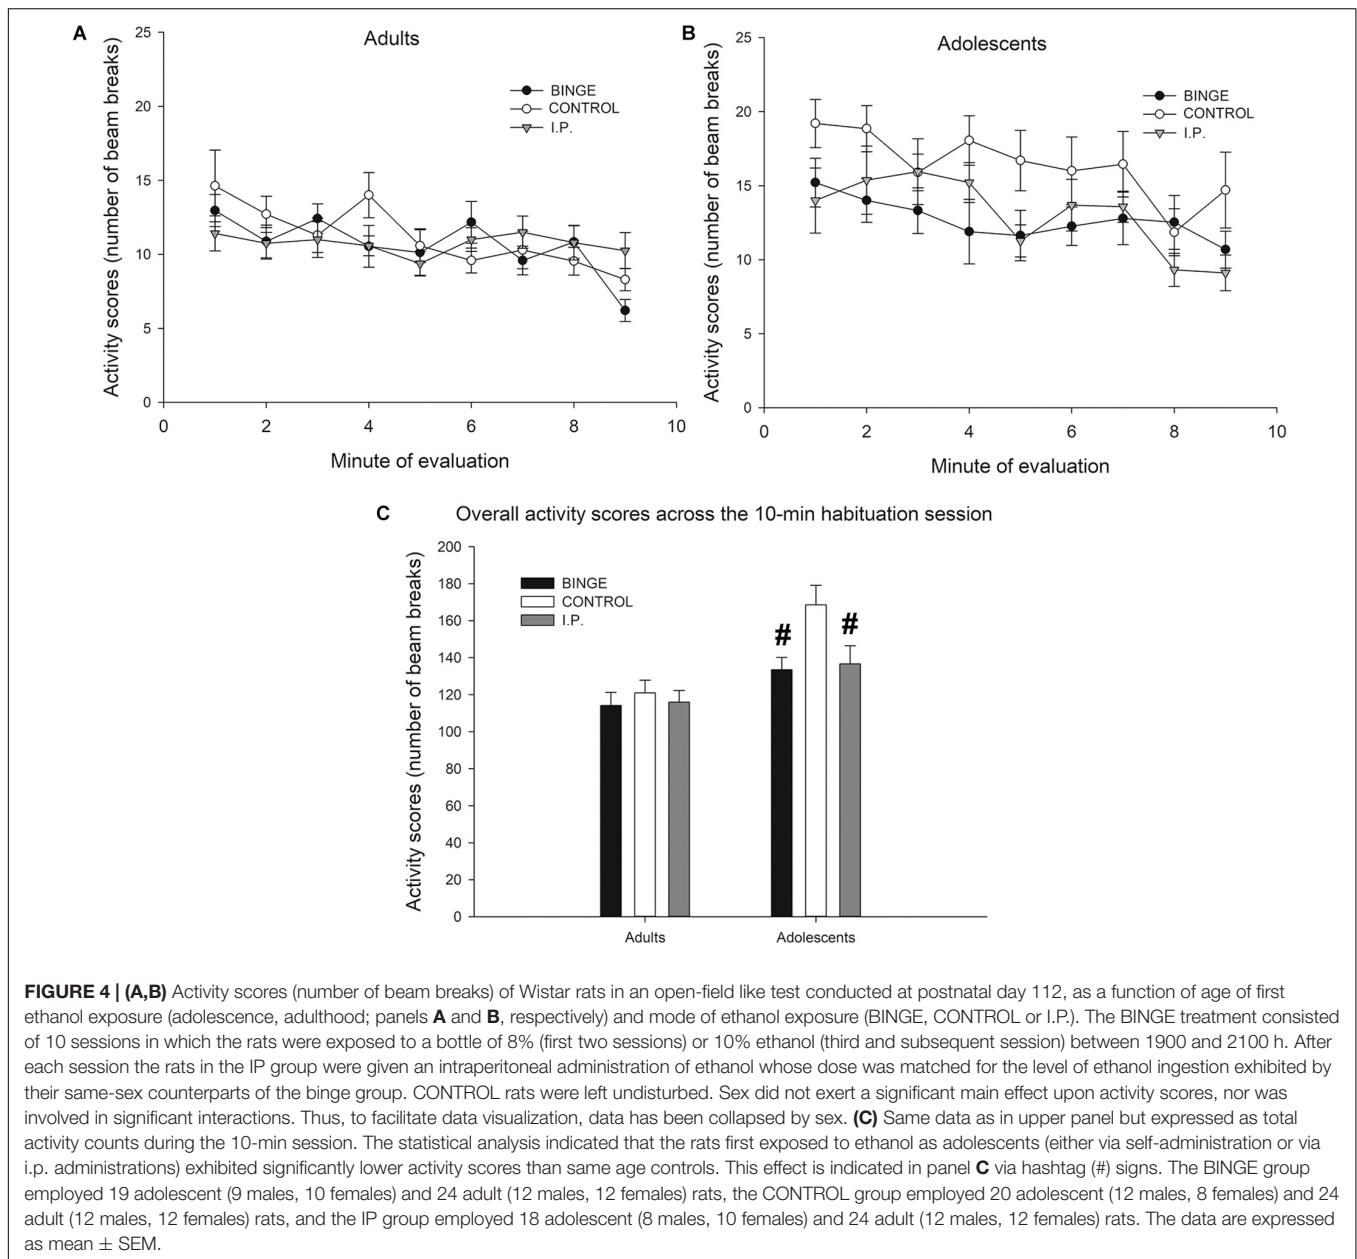 A
Adults
25
20
15
10
5
0
Activity scores (number of beam breaks)
BINGE
CONTROL
I.P.
0 2 4 6 8 10
Minute of evaluation
B
Adolescents
25
20
15
10
5
0
Activity scores (number of beam breaks)
BINGE
CONTROL
I.P.
0 2 4 6 8 10
Minute of evaluation
C Overall activity scores across the 10-min habituation session
200
180
160
140
120
100
80
60
40
20
0
Activity scores (number of beam breaks)
BINGE
CONTROL
I.P.
# #
Adults Adolescents
FIGURE 4 | (A,B) Activity scores (number of beam breaks) of Wistar rats in an open-field like test conducted at postnatal day 112, as a function of age of first
ethanol exposure (adolescence, adulthood; panels A and B, respectively) and mode of ethanol exposure (BINGE, CONTROL or I.P.). The BINGE treatment consisted
of 10 sessions in which the rats were exposed to a bottle of 8% (first two sessions) or 10% ethanol (third and subsequent session) between 1900 and 2100 h. After
each session the rats in the IP group were given an intraperitoneal administration of ethanol whose dose was matched for the level of ethanol ingestion exhibited by
their same-sex counterparts of the binge group. CONTROL rats were left undisturbed. Sex did not exert a significant main effect upon activity scores, nor was
involved in significant interactions. Thus, to facilitate data visualization, data has been collapsed by sex. (C) Same data as in upper panel but expressed as total
activity counts during the 10-min session. The statistical analysis indicated that the rats first exposed to ethanol as adolescents (either via self-administration or via
i.p. administrations) exhibited significantly lower activity scores than same age controls. This effect is indicated in panel C via hashtag (#) signs. The BINGE group
employed 19 adolescent (9 males, 10 females) and 24 adult (12 males, 12 females) rats, the CONTROL group employed 20 adolescent (12 males, 8 females) and 24
adult (12 males, 12 females) rats, and the IP group employed 18 adolescent (8 males, 10 females) and 24 adult (12 males, 12 females) rats. The data are expressed
as mean ± SEM.